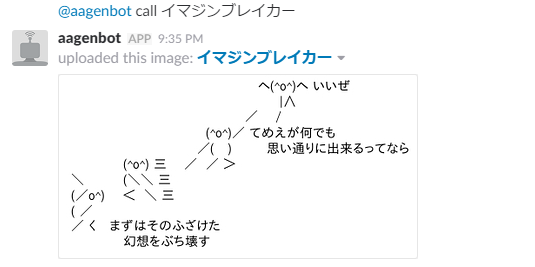 @aagenbot call イマジンブレイカー
aagenbot APP 9:35 PM
uploaded this image: イマジンブレイカー
ヘ(^o^)ヘ いいぜ
|∧
／ /
(^o^)／ てめえが何でも
／( ) 思い通りに出来るってなら
(^o^) 三 ／ ／ ＞
＼ (＼＼ 三
(／o^) ＜ ＼ 三
( ／
／ く まずはそのふざけた
幻想をぶち壊す